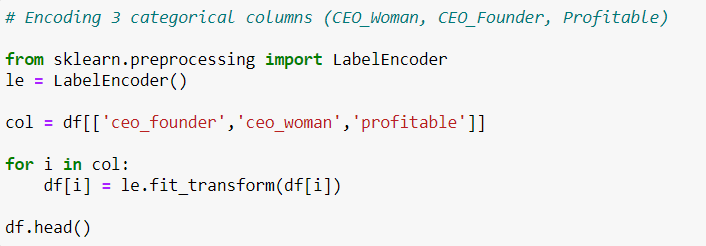 # Encoding 3 categorical columns (CEO_Woman, CEO_Founder, Profitable)
from sklearn.preprocessing import LabelEncoder
le = LabelEncoder()
col = df[['ceo_founder','ceo_woman','profitable']]
for i in col:
    df[i] = le.fit_transform(df[i])
df.head()